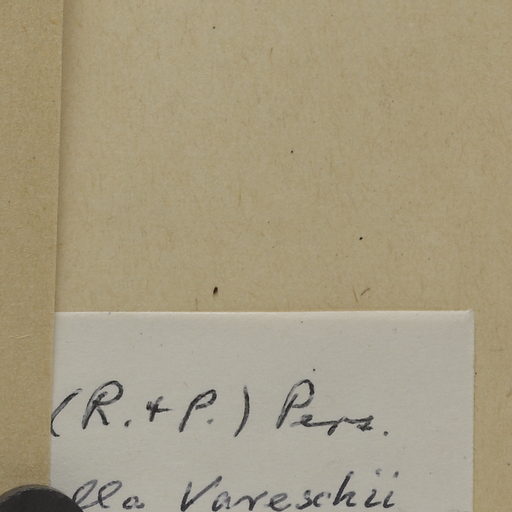 (R. + P.) Pers.
lla Vareschii